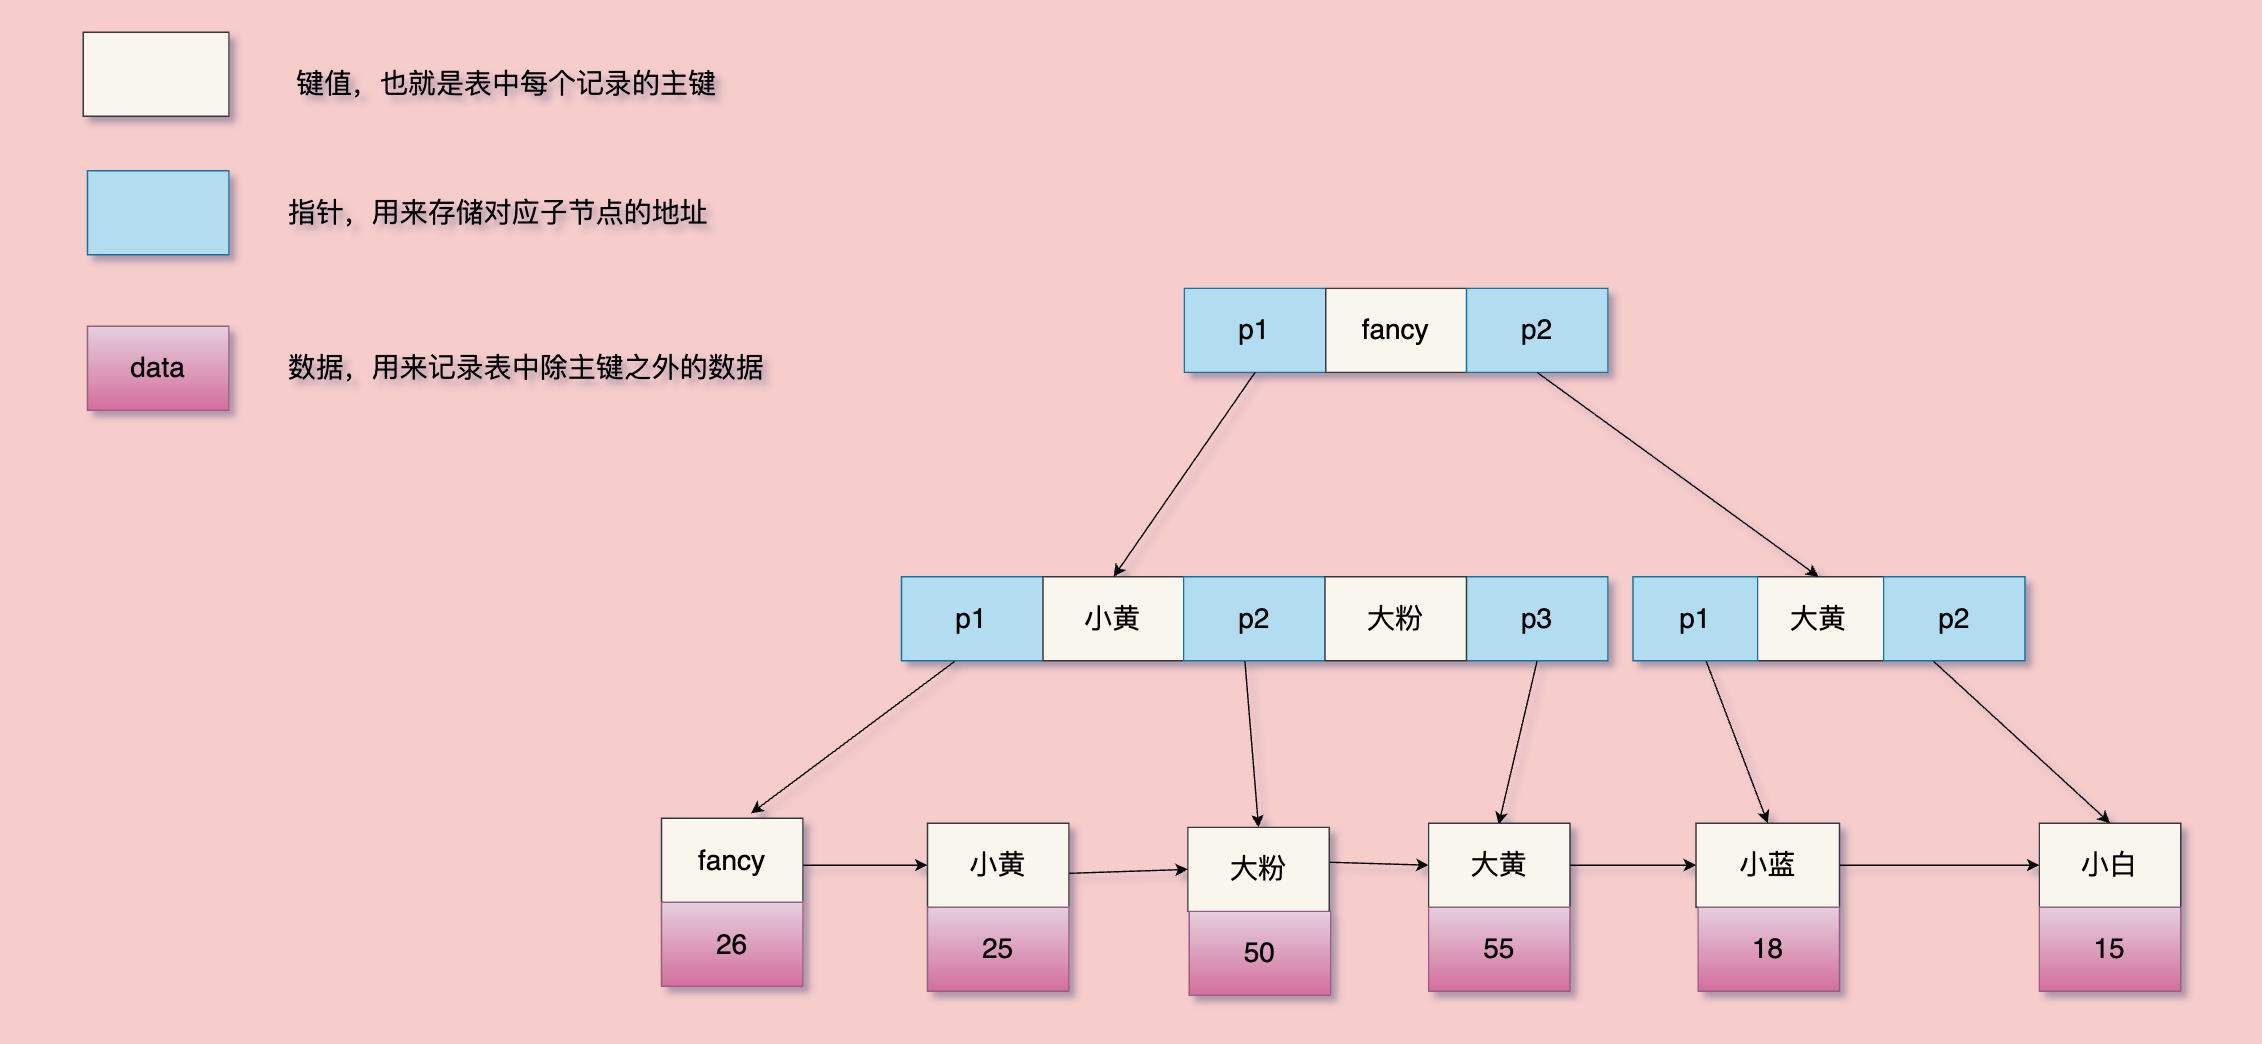 键值，也就是表中每个记录的主键
指针，用来存储对应子节点的地址
data 数据，用来记录表中除主键之外的数据
p1 fancy p2
p1 小黄 p2 大粉 p3 p1 大黄 p2
fancy 小黄 大粉 大黄 小蓝 小白
26 25 50 55 18 15